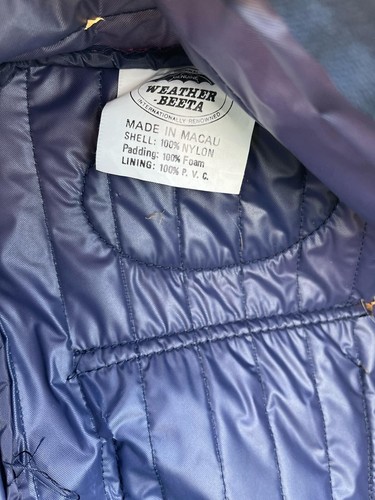 WEATHER
-BEETA
INTERNATIONALLY RENOWNED
MADE IN MACAU
SHELL: 100% NYLON
Padding: 100% Foam
LINING: 100% P.V.C.